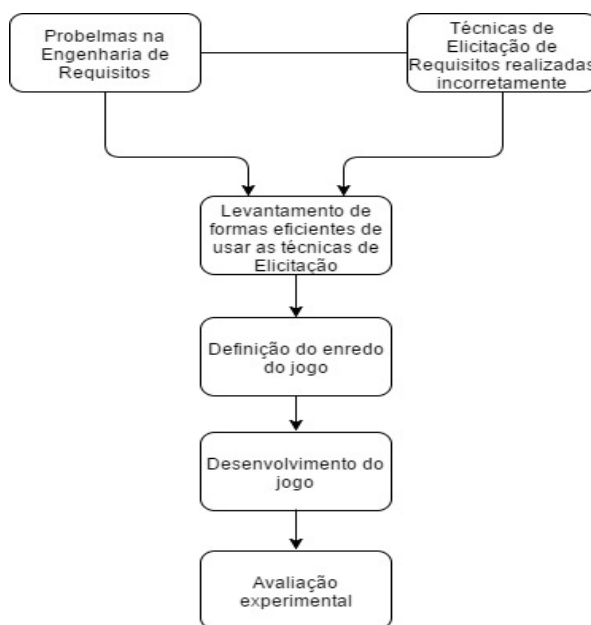 Probelmas na
Engenharia de
Requisitos
Técnicas de
Elicitação de
Requisitos realizadas
incorretamente
Levantamento de
formas eficientes de
usar as técnicas de
Elicitação
Definição do enredo
do jogo
Desenvolvimento do
jogo
Avaliação
experimental